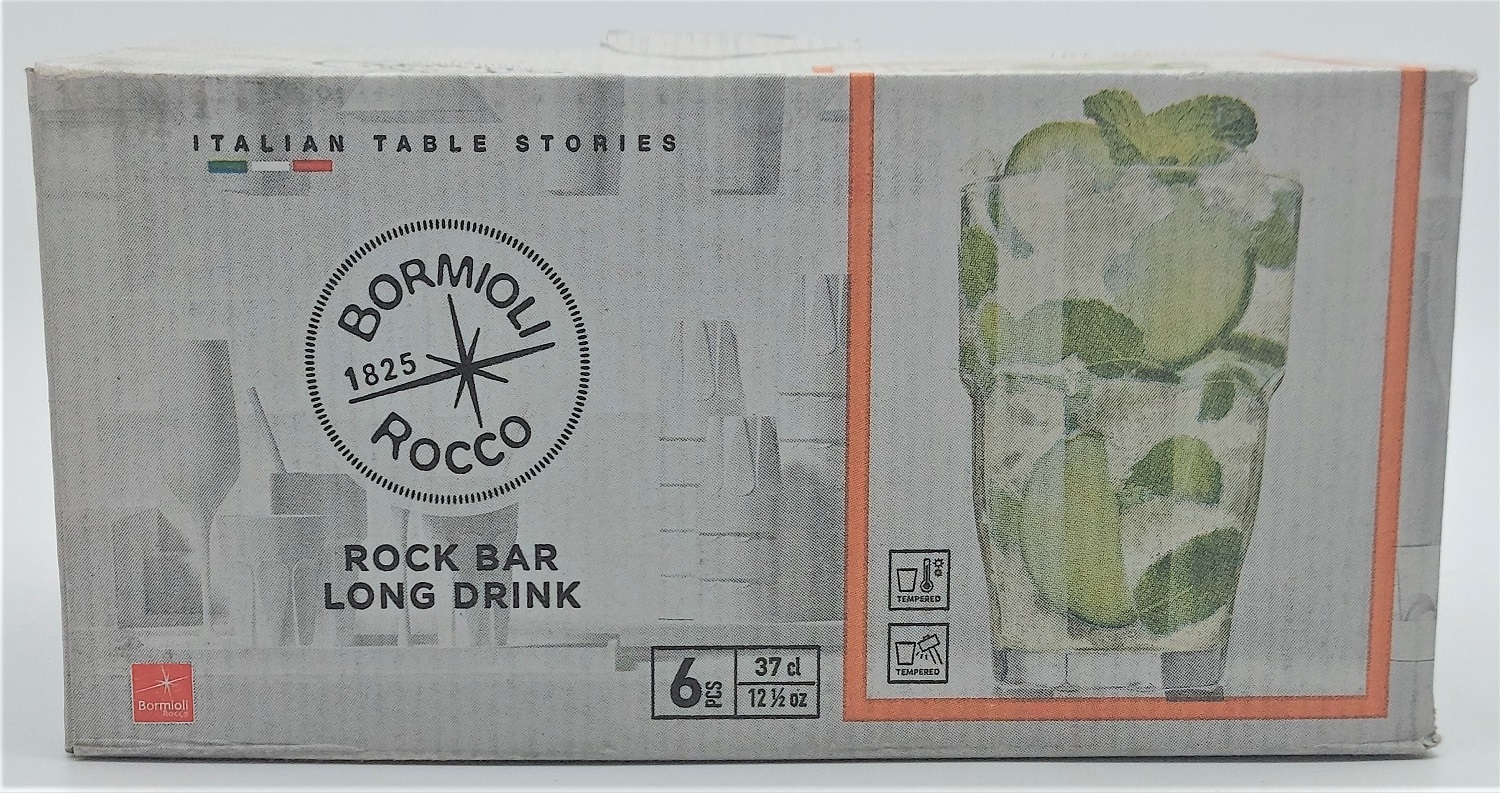 ITALIAN TABLE STORIES
BORMIOLI
1825
ROCCO
ROCK BAR
LONG DRINK
Bormioli
Rocco
6 PCS
37 cl
12 ½ oz
TEMPERED
TEMPERED